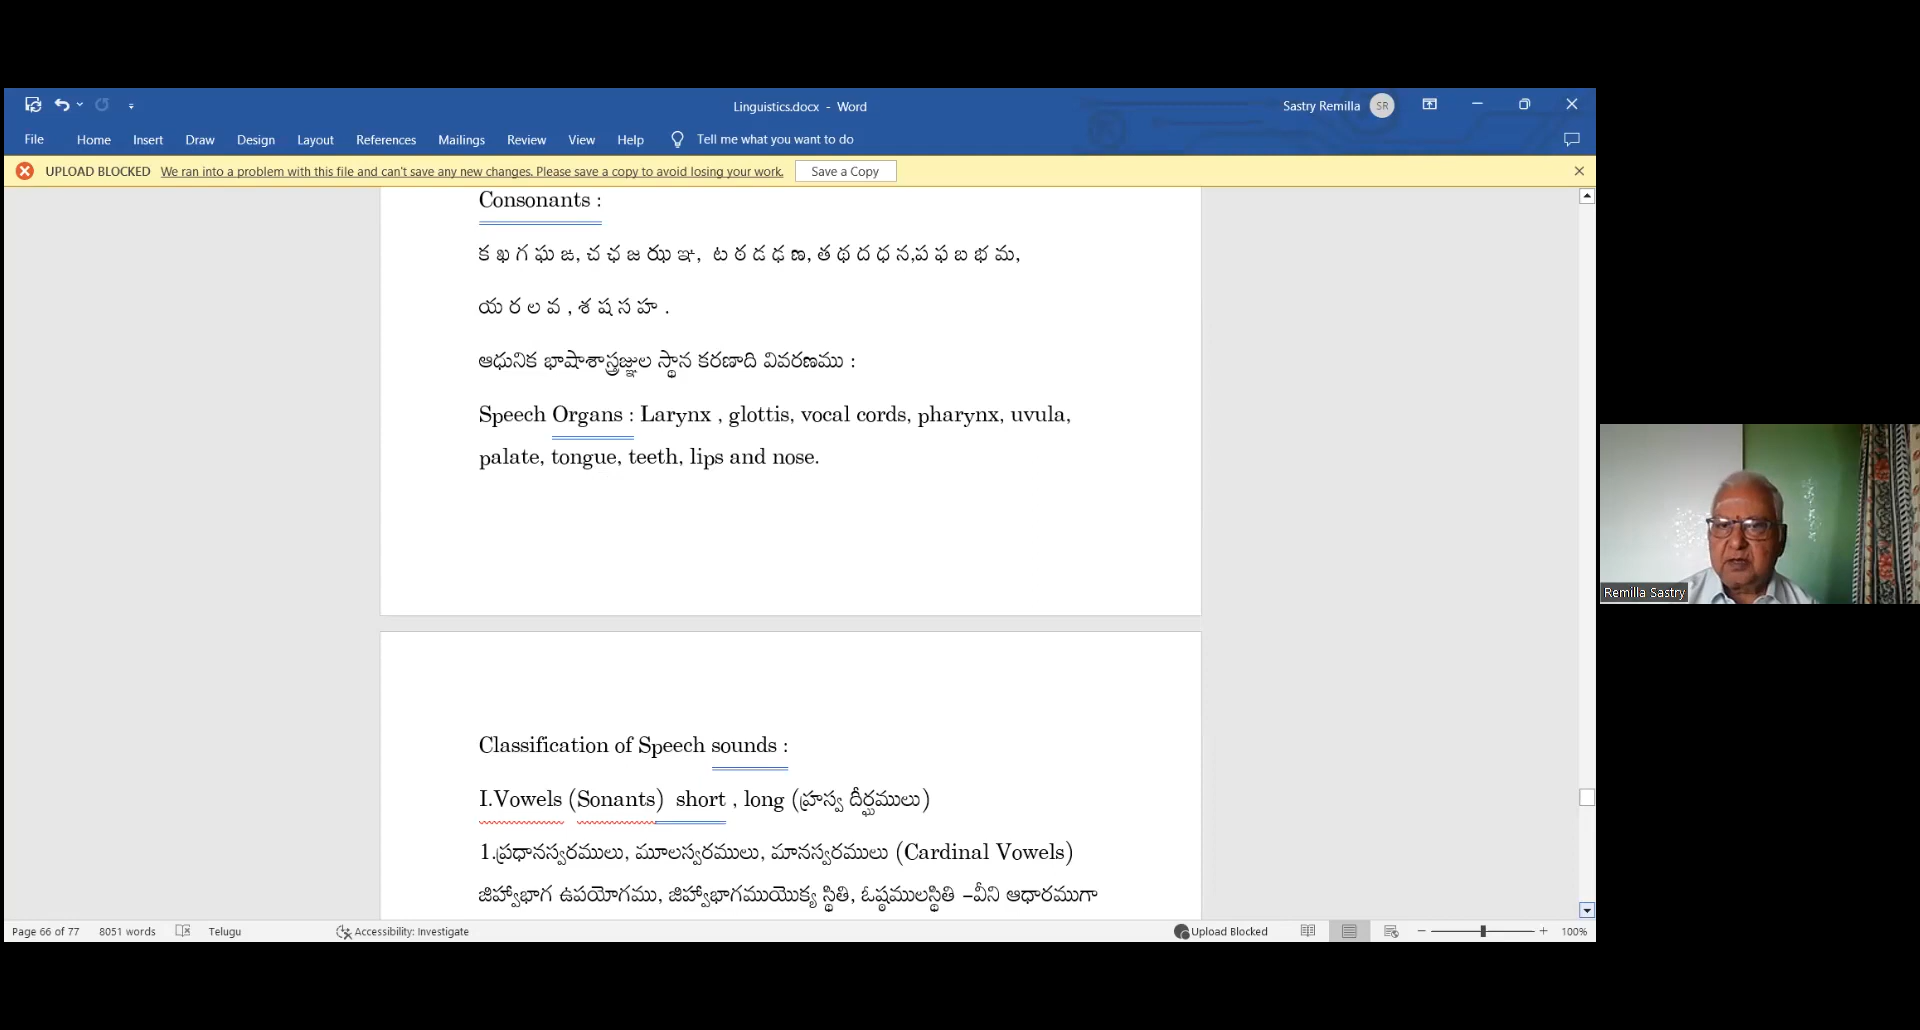 Linguistics.docx - Word
Sastry Remilla SR
File Home Insert Draw Design Layout References Mailings Review View Help Tell me what you want to do
UPLOAD BLOCKED We ran into a problem with this file and can't save any new changes. Please save a copy to avoid losing your work. Save a Copy
Consonants :
క ఖ గ ఘ ఙ, చ ఛ జ ఝ ఞ, ట ఠ డ ఢ ణ, త థ ద ధ న,ప ఫ బ భ మ,
య ర ల వ , శ ష స హ .
ఆధునిక భాషాశాస్త్రజ్ఞుల స్థాన కరణాది వివరణము :
Speech Organs : Larynx , glottis, vocal cords, pharynx, uvula,
palate, tongue, teeth, lips and nose.
Classification of Speech sounds :
I.Vowels (Sonants) short , long (హ్రస్వ దీర్ఘములు)
1.ప్రధానస్వరములు, మూలస్వరములు, మానస్వరములు (Cardinal Vowels)
జిహ్వాభాగ ఉపయోగము, జిహ్వాభాగముయొక్క స్థితి, ఓష్ఠములస్థితి –వీని ఆధారముగా
Remilla Sastry
Page 66 of 77 8051 words Telugu Accessibility: Investigate Upload Blocked 100%